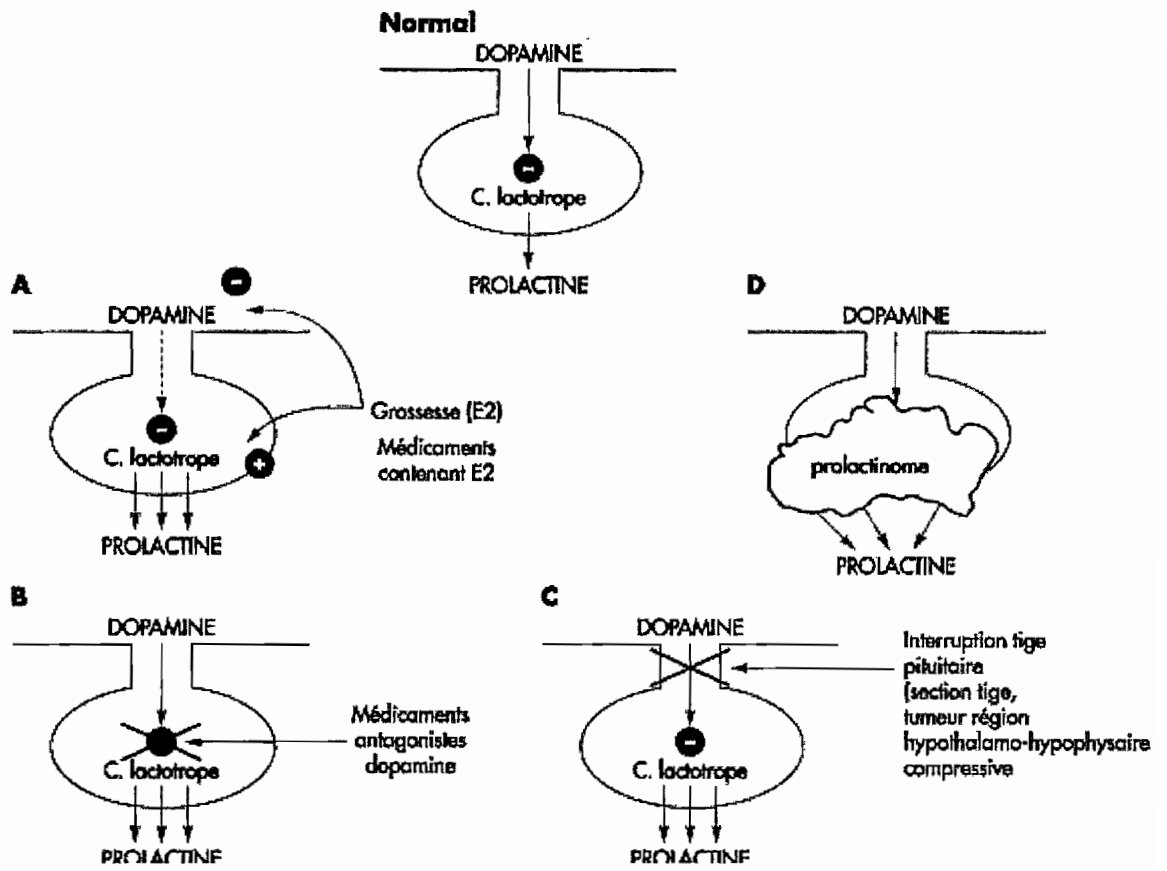 Normal
DOPAMINE
-
C. lactotrope
PROLACTINE
A
-
DOPAMINE
-
C. lactotrope
+
PROLACTINE
Grossesse (E2)
Médicaments
contenant E2
D
DOPAMINE
prolactinome
PROLACTINE
B
DOPAMINE
C. lactotrope
PROLACTINE
Médicaments
antagonistes
dopamine
C
DOPAMINE
-
C. lactotrope
PROLACTINE
Interruption tige
pituitaire
(section tige,
tumeur région
hypothalamo-hypophysaire
compressive